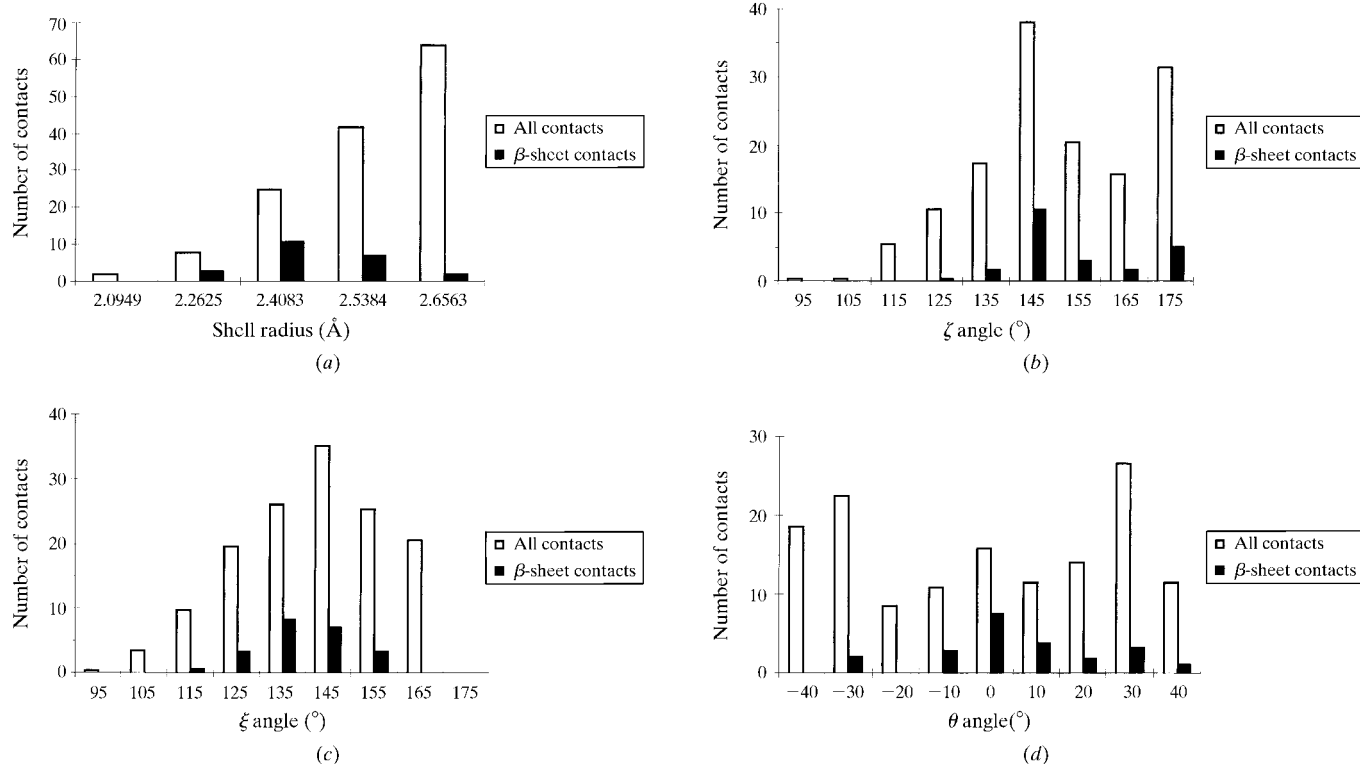 Number of contacts
70
60
50
40
30
20
10
0
2.0949 2.2625 2.4083 2.5384 2.6563
Shell radius (Å)
(a)
All contacts
β-sheet contacts
Number of contacts
40
30
20
10
0
95 105 115 125 135 145 155 165 175
ζ angle (°)
(b)
All contacts
β-sheet contacts
Number of contacts
40
30
20
10
0
95 105 115 125 135 145 155 165 175
ξ angle (°)
(c)
All contacts
β-sheet contacts
Number of contacts
30
20
10
0
−40 −30 −20 −10 0 10 20 30 40
θ angle(°)
(d)
All contacts
β-sheet contacts